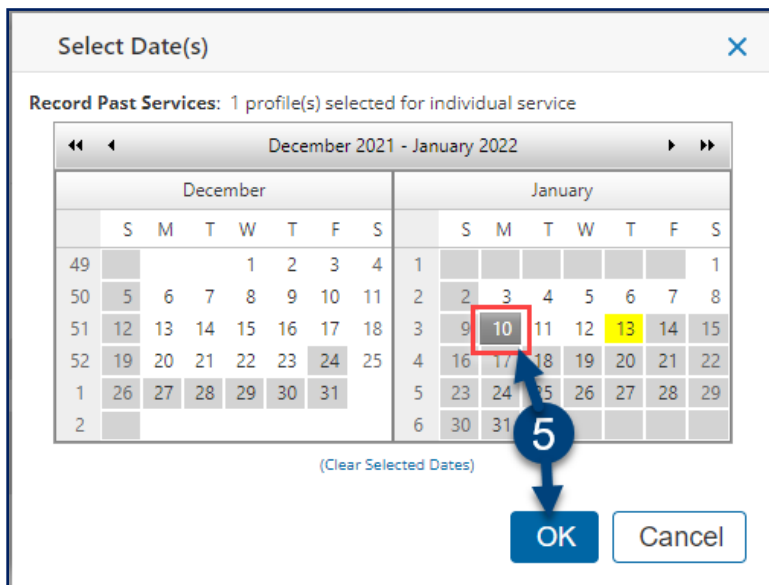 Select Date(s)
Record Past Services: 1 profile(s) selected for individual service
December 2021 - January 2022
December January
S M T W T F S S M T W T F S
49 1 2 3 4 1 1
50 5 6 7 8 9 10 11 2 2 3 4 5 6 7 8
51 12 13 14 15 16 17 18 3 9 10 11 12 13 14 15
52 19 20 21 22 23 24 25 4 16 17 18 19 20 21 22
1 26 27 28 29 30 31 5 23 24 25 26 27 28 29
2 6 30 31
5
(Clear Selected Dates)
OK Cancel